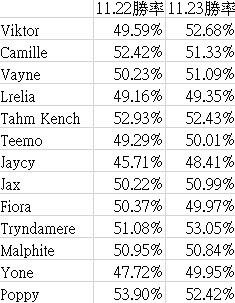 11.22勝率 11.23勝率
Viktor 49.59% 52.68%
Camille 52.42% 51.33%
Vayne 50.23% 51.09%
Lrelia 49.16% 49.35%
Tahm Kench 52.93% 52.43%
Teemo 49.29% 50.01%
Jaycy 45.71% 48.41%
Jax 50.22% 50.99%
Fiora 50.37% 49.97%
Tryndamere 51.08% 53.05%
Malphite 50.95% 50.84%
Yone 47.72% 49.95%
Poppy 53.90% 52.42%